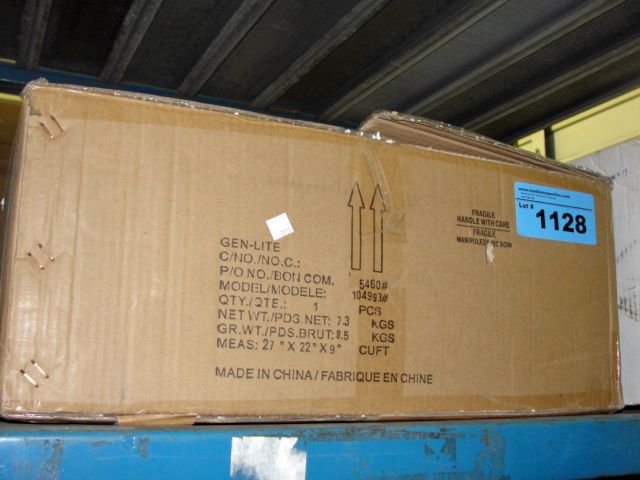 GEN-LITE
C/NO./NO.C.:
P/O NO./BON COM. 5460#
MODEL/MODELE: 104993#
QTY./QTE.: 1 PCS
NET WT./PDS.NET: 7.3 KGS
GR.WT./PDS.BRUT: 8.5 KGS
MEAS: 27 " X 22 " X 9" CUFT
MADE IN CHINA / FABRIQUE EN CHINE
FRAGILE
HANDLE WITH CARE
FRAGILE
MANIPULEZ AVEC SOIN
Lot # 1128